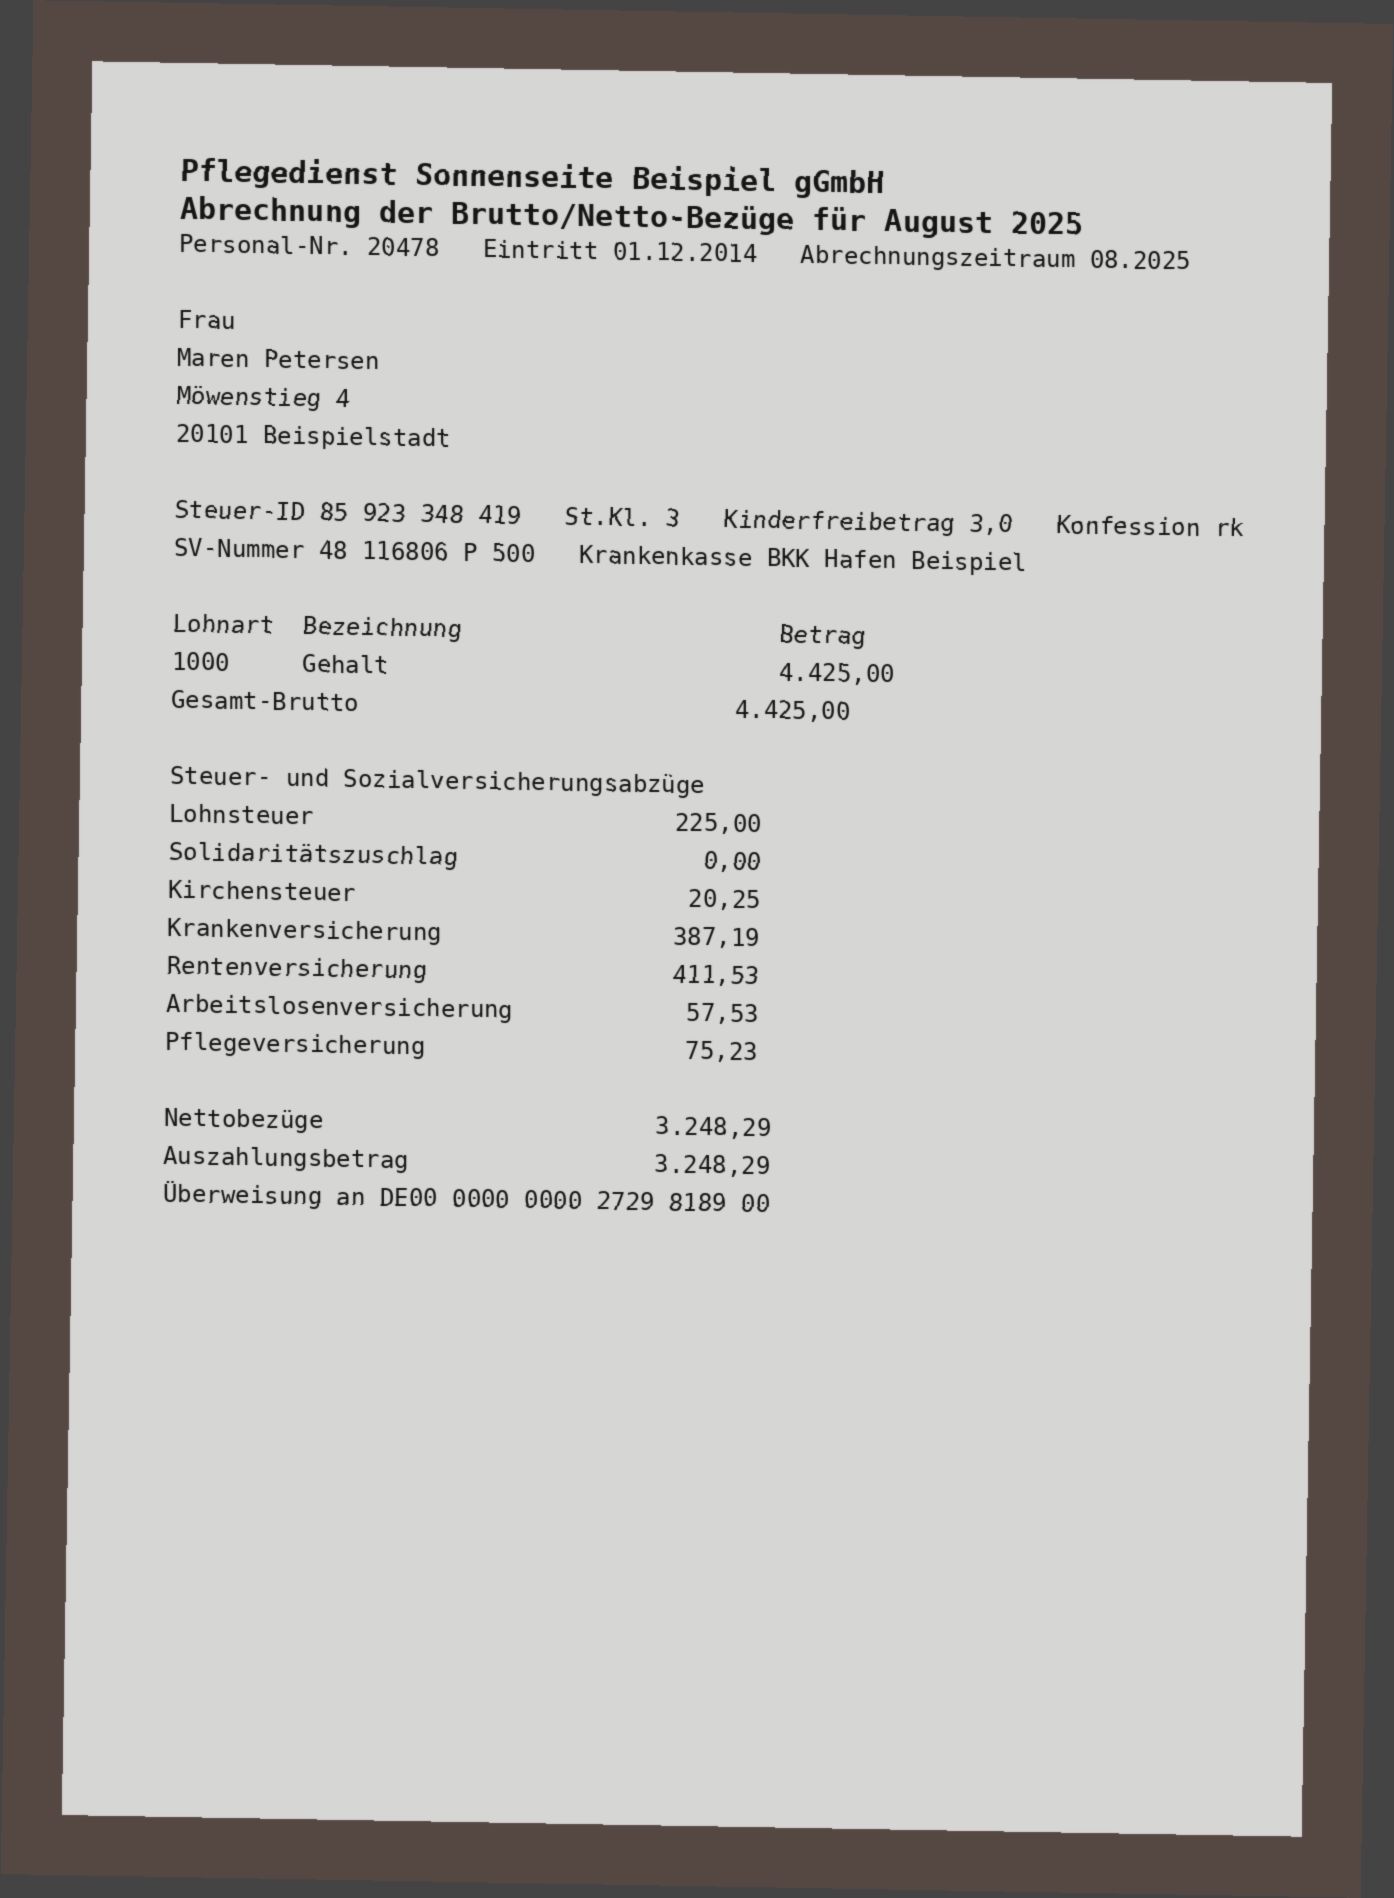 Pflegedienst Sonnenseite Beispiel gGmbH
Abrechnung der Brutto/Netto-Bezüge für August 2025
Personal-Nr. 20478   Eintritt 01.12.2014   Abrechnungszeitraum 08.2025
Frau
Maren Petersen
Möwenstieg 4
20101 Beispielstadt
Steuer-ID 85 923 348 419   St.Kl. 3   Kinderfreibetrag 3,0   Konfession rk
SV-Nummer 48 116806 P 500   Krankenkasse BKK Hafen Beispiel
Lohnart  Bezeichnung                      Betrag
1000     Gehalt                           4.425,00
Gesamt-Brutto                          4.425,00
Steuer- und Sozialversicherungsabzüge
Lohnsteuer                         225,00
Solidaritätszuschlag                 0,00
Kirchensteuer                       20,25
Krankenversicherung                387,19
Rentenversicherung                 411,53
Arbeitslosenversicherung            57,53
Pflegeversicherung                  75,23
Nettobezüge                       3.248,29
Auszahlungsbetrag                 3.248,29
Überweisung an DE00 0000 0000 2729 8189 00